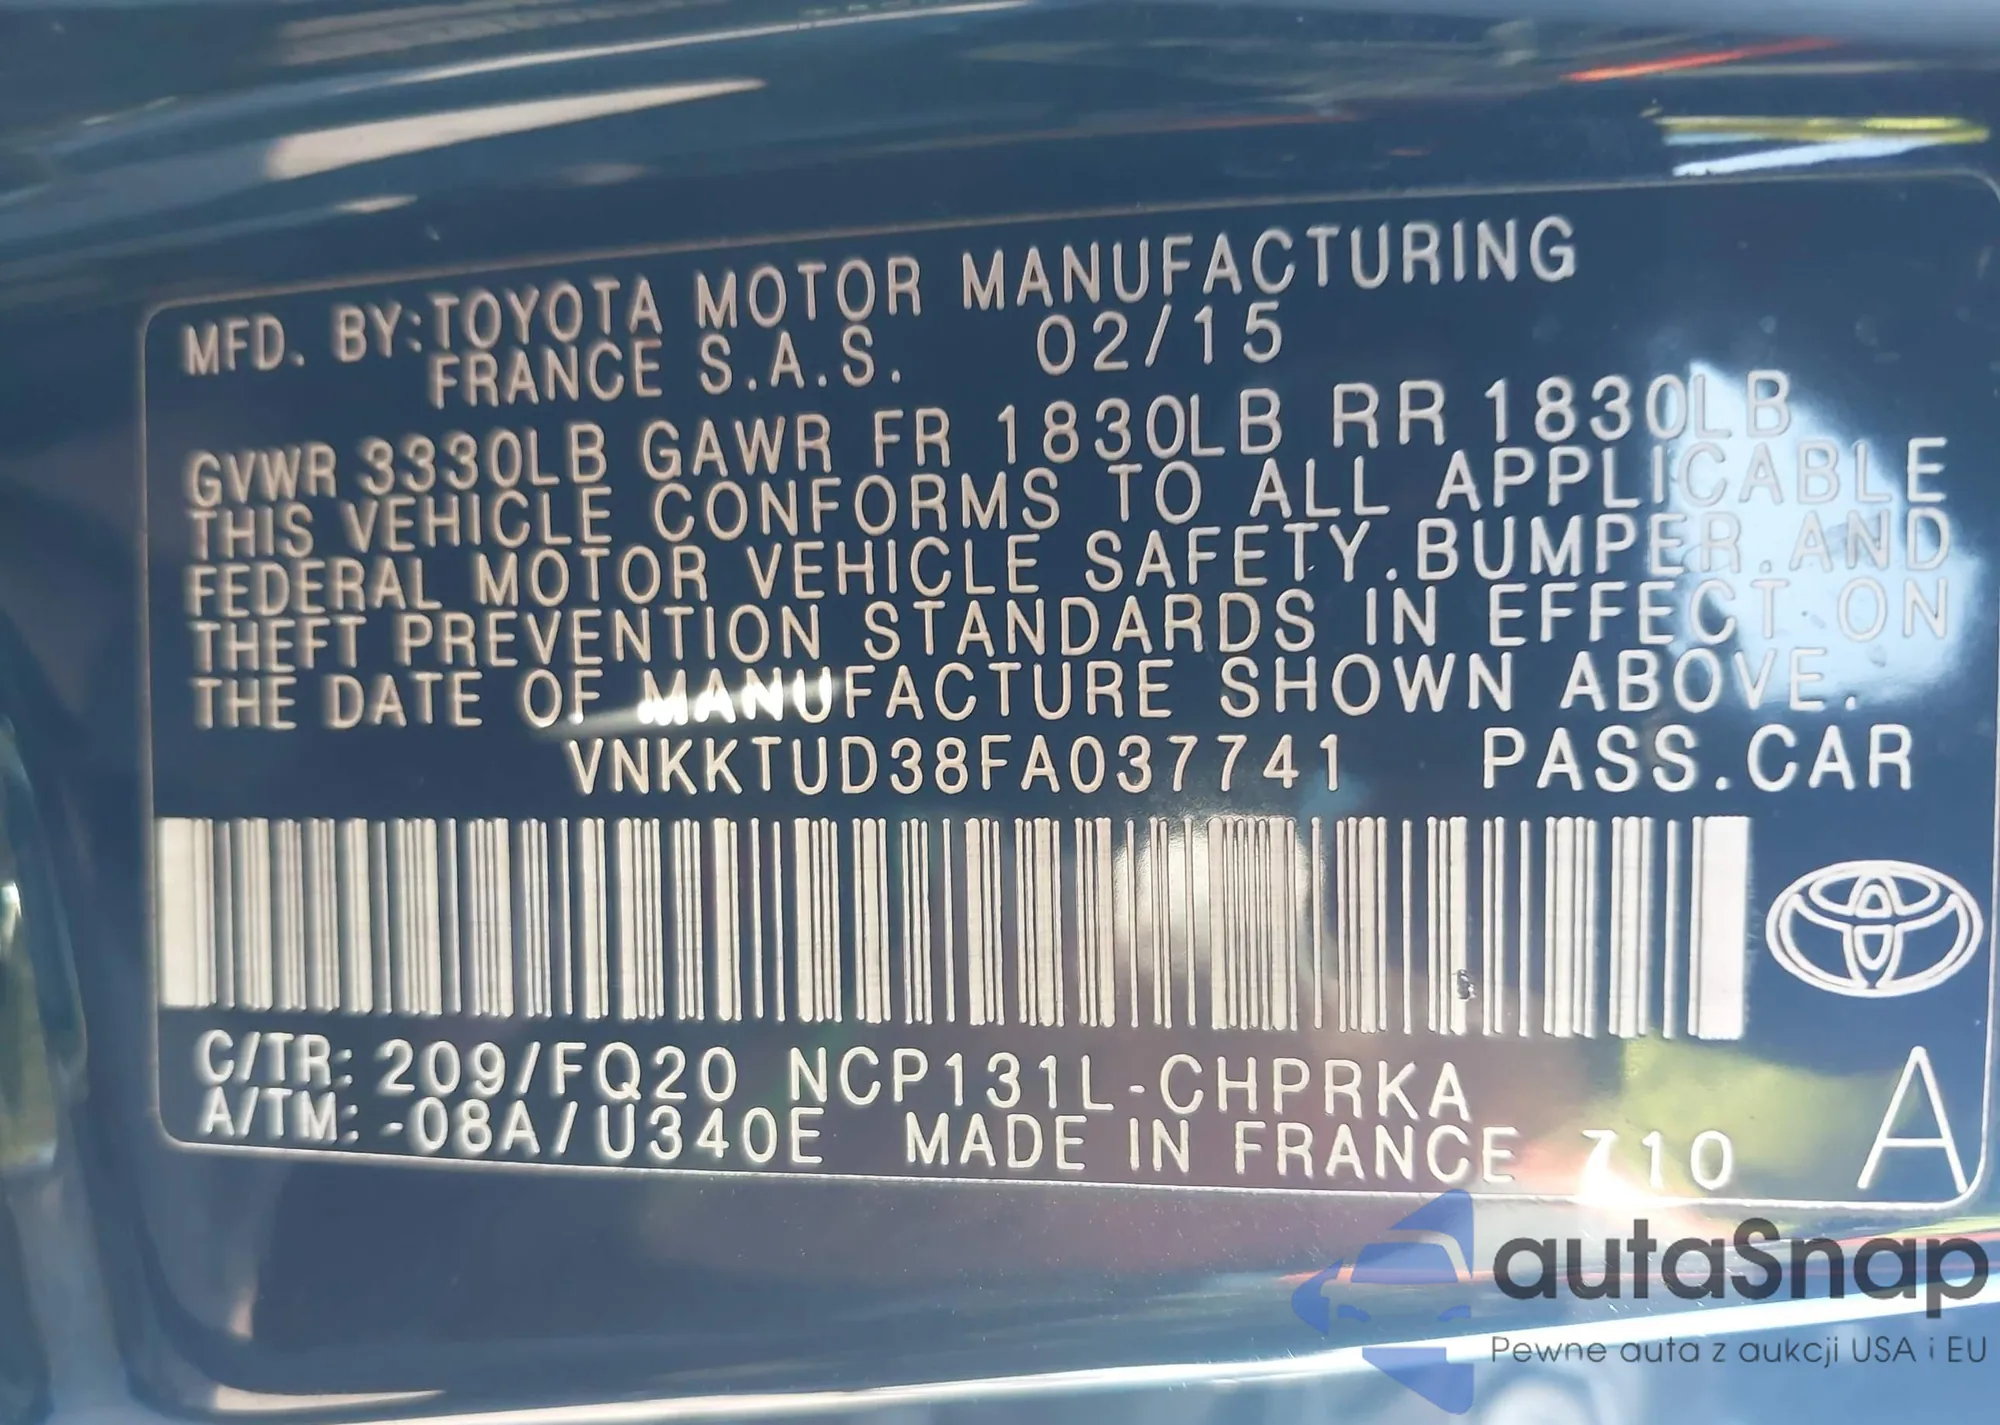 MFD. BY:TOYOTA MOTOR MANUFACTURING
FRANCE S.A.S. 02/15
GVWR 3330LB GAWR FR 1830LB RR 1830LB
THIS VEHICLE CONFORMS TO ALL APPLICABLE
FEDERAL MOTOR VEHICLE SAFETY.BUMPER.AND
THEFT PREVENTION STANDARDS IN EFFECT ON
THE DATE OF MANUFACTURE SHOWN ABOVE.
VNKKTUD38FA037741 PASS.CAR
C/TR: 209/FQ20 NCP131L-CHPRKA
A/TM: -08A/U340E MADE IN FRANCE 710
A
autaSnap
Pewne auta z aukcji USA i EU